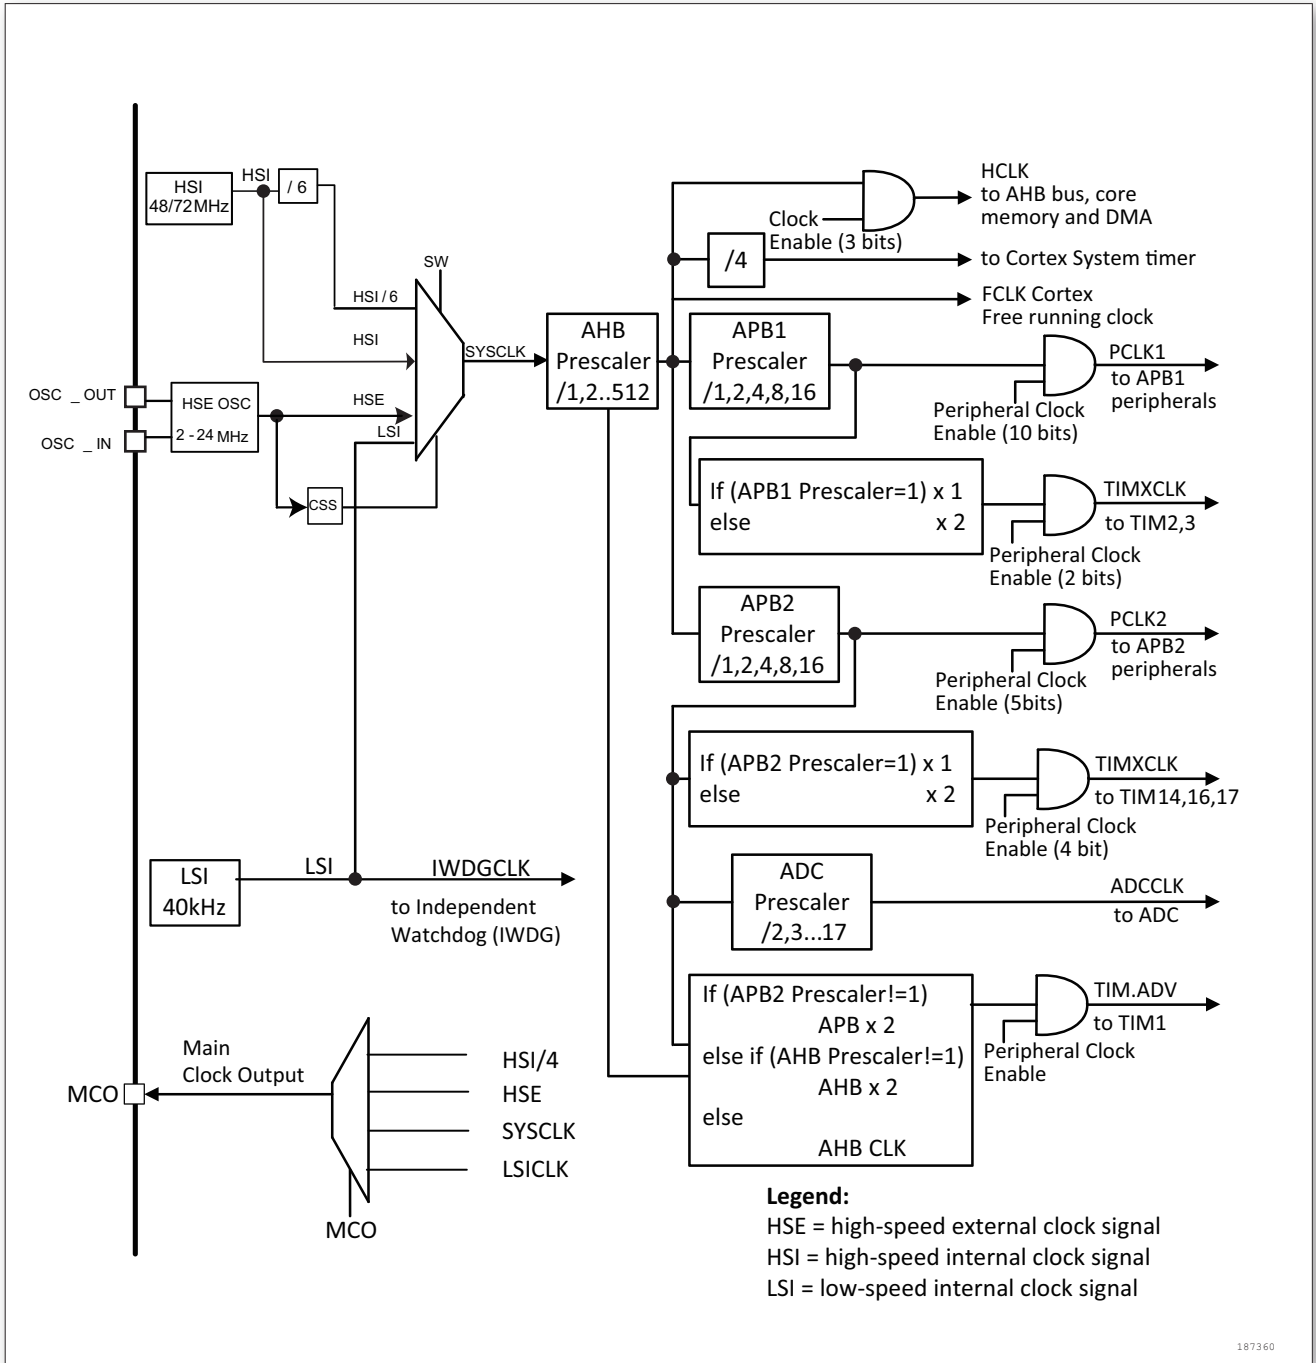 HSI
48/72MHz
HSI
/ 6
SW
HSI / 6
HSI
HSE
LSI
SYSCLK
OSC _ OUT
OSC _ IN
HSE OSC
2 - 24 MHz
CSS
AHB
Prescaler
/1,2..512
Clock
Enable (3 bits)
HCLK
to AHB bus, core
memory and DMA
/4
to Cortex System timer
FCLK Cortex
Free running clock
APB1
Prescaler
/1,2,4,8,16
Peripheral Clock
Enable (10 bits)
PCLK1
to APB1
peripherals
If (APB1 Prescaler=1) x 1
else x 2
Peripheral Clock
Enable (2 bits)
TIMXCLK
to TIM2,3
APB2
Prescaler
/1,2,4,8,16
Peripheral Clock
Enable (5bits)
PCLK2
to APB2
peripherals
If (APB2 Prescaler=1) x 1
else x 2
Peripheral Clock
Enable (4 bit)
TIMXCLK
to TIM14,16,17
LSI
40kHz
LSI
IWDGCLK
to Independent
Watchdog (IWDG)
ADC
Prescaler
/2,3...17
ADCCLK
to ADC
If (APB2 Prescaler!=1)
APB x 2
else if (AHB Prescaler!=1)
AHB x 2
else
AHB CLK
Peripheral Clock
Enable
TIM.ADV
to TIM1
MCO
Main
Clock Output
HSI/4
HSE
SYSCLK
LSICLK
MCO
Legend:
HSE = high-speed external clock signal
HSI = high-speed internal clock signal
LSI = low-speed internal clock signal
187360